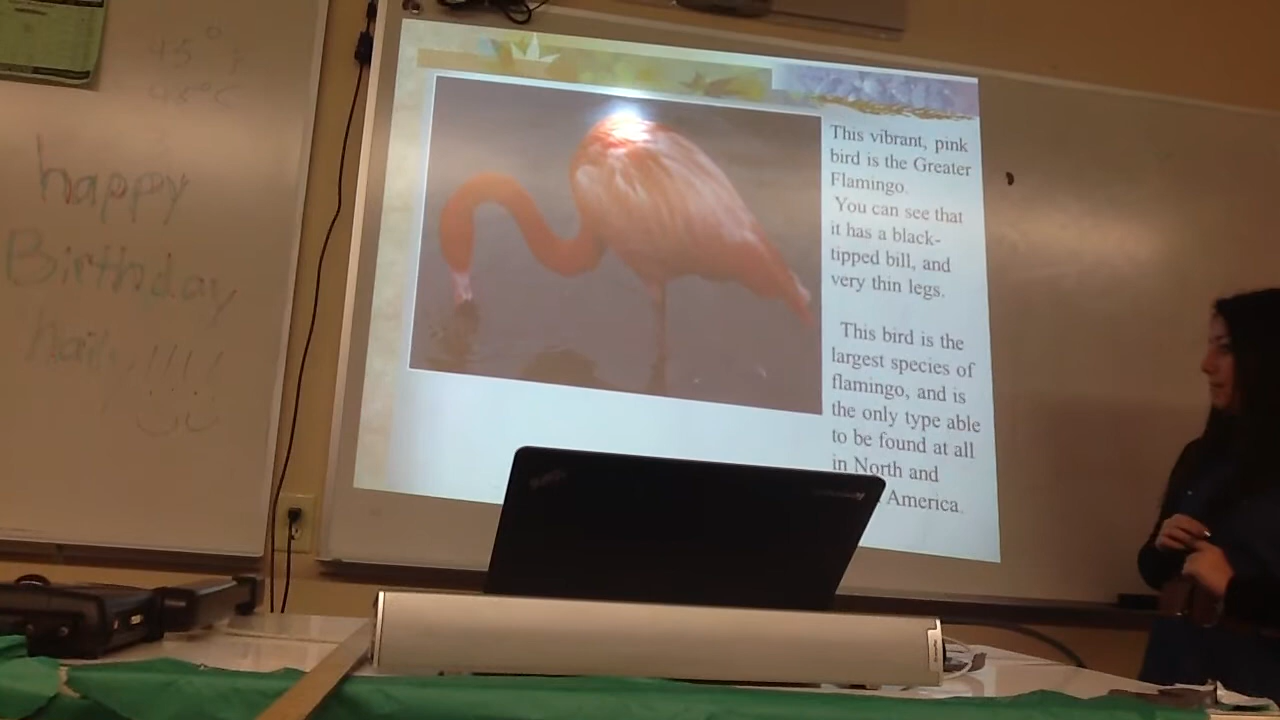 45° F
happy
Birthday
!!!!
This vibrant, pink
bird is the Greater
Flamingo.
You can see that
it has a black-
tipped bill, and
very thin legs.
This bird is the
largest species of
flamingo, and is
the only type able
to be found at all
in North and
America.